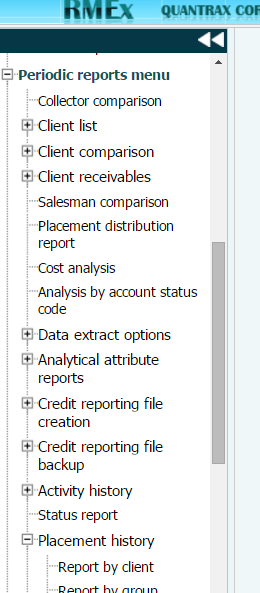 RMEx QUANTRAX COR
Periodic reports menu
Collector comparison
Client list
Client comparison
Client receivables
Salesman comparison
Placement distribution
report
Cost analysis
Analysis by account status
code
Data extract options
Analytical attribute
reports
Credit reporting file
creation
Credit reporting file
backup
Activity history
Status report
Placement history
Report by client
Report by group